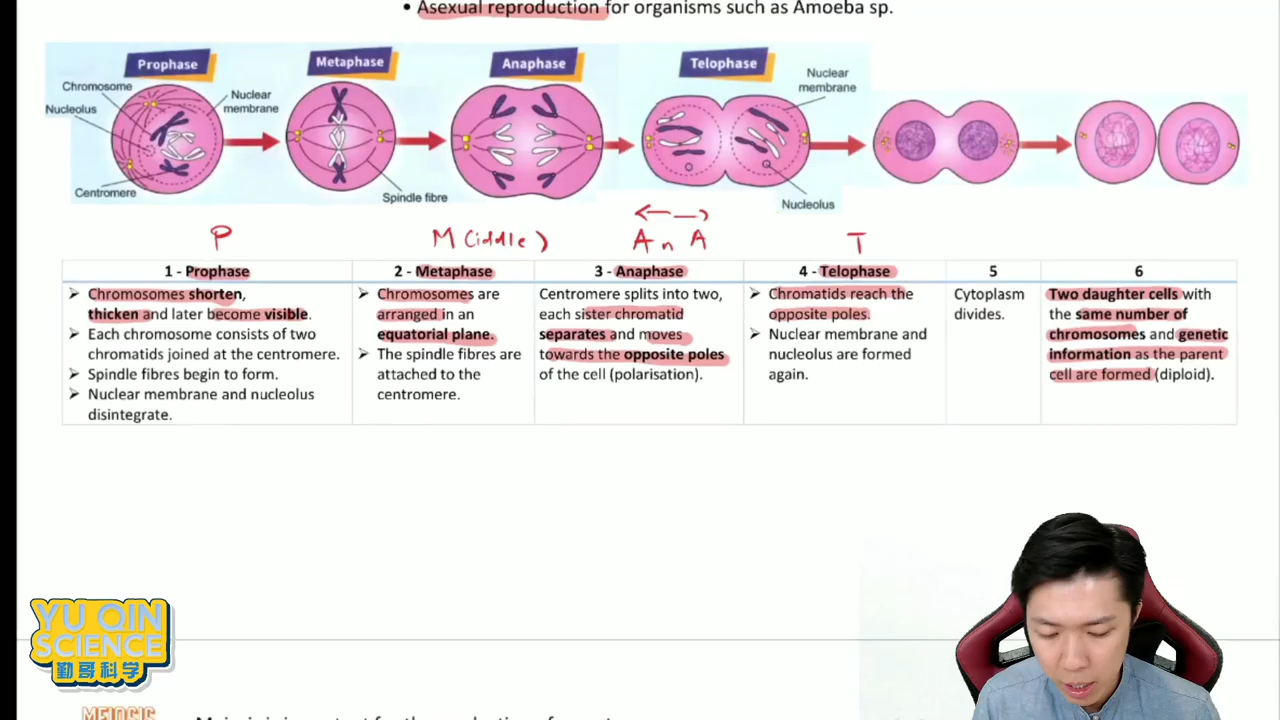 • Asexual reproduction for organisms such as Amoeba sp.
Prophase
Metaphase
Anaphase
Telophase
Chromosome
Nucleolus
Nuclear
membrane
Centromere
Spindle fibre
Nuclear
membrane
Nucleolus
P
M(iddle)
A n A
T
1 - Prophase
➢ Chromosomes shorten,
thicken and later become visible.
➢ Each chromosome consists of two
chromatids joined at the centromere.
➢ Spindle fibres begin to form.
➢ Nuclear membrane and nucleolus
disintegrate.
2 - Metaphase
➢ Chromosomes are
arranged in an
equatorial plane.
➢ The spindle fibres are
attached to the
centromere.
3 - Anaphase
Centromere splits into two,
each sister chromatid
separates and moves
towards the opposite poles
of the cell (polarisation).
4 - Telophase
➢ Chromatids reach the
opposite poles.
➢ Nuclear membrane and
nucleolus are formed
again.
5
Cytoplasm
divides.
6
Two daughter cells with
the same number of
chromosomes and genetic
information as the parent
cell are formed (diploid).
YU QIN
SCIENCE
勤哥科学
MEIOSIS